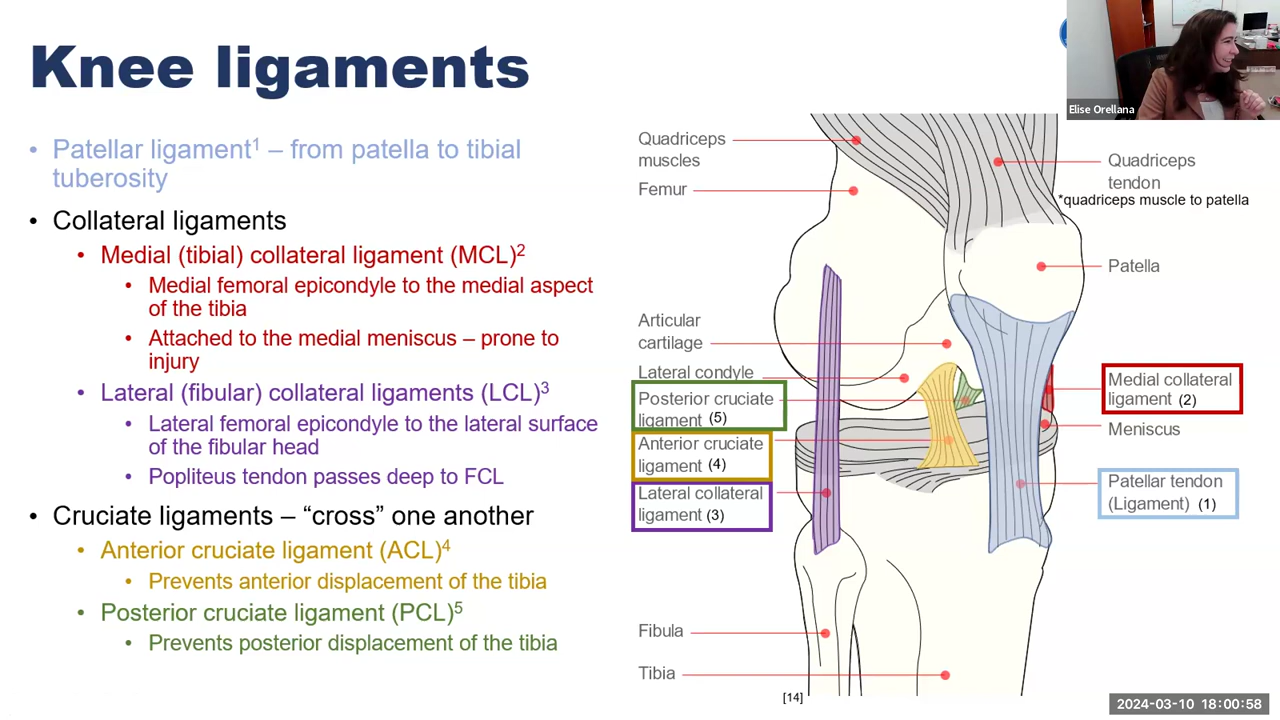 Knee ligaments
• Patellar ligament¹ – from patella to tibial
tuberosity
• Collateral ligaments
• Medial (tibial) collateral ligament (MCL)²
• Medial femoral epicondyle to the medial aspect
of the tibia
• Attached to the medial meniscus – prone to
injury
• Lateral (fibular) collateral ligaments (LCL)³
• Lateral femoral epicondyle to the lateral surface
of the fibular head
• Popliteus tendon passes deep to FCL
• Cruciate ligaments – “cross” one another
• Anterior cruciate ligament (ACL)⁴
• Prevents anterior displacement of the tibia
• Posterior cruciate ligament (PCL)⁵
• Prevents posterior displacement of the tibia
Quadriceps
muscles
Femur
Articular
cartilage
Lateral condyle
Posterior cruciate
ligament (5)
Anterior cruciate
ligament (4)
Lateral collateral
ligament (3)
Fibula
Tibia
[14]
Quadriceps
tendon
*quadriceps muscle to patella
Patella
Medial collateral
ligament (2)
Meniscus
Patellar tendon
(Ligament) (1)
Elise Orellana
2024-03-10 18:00:58